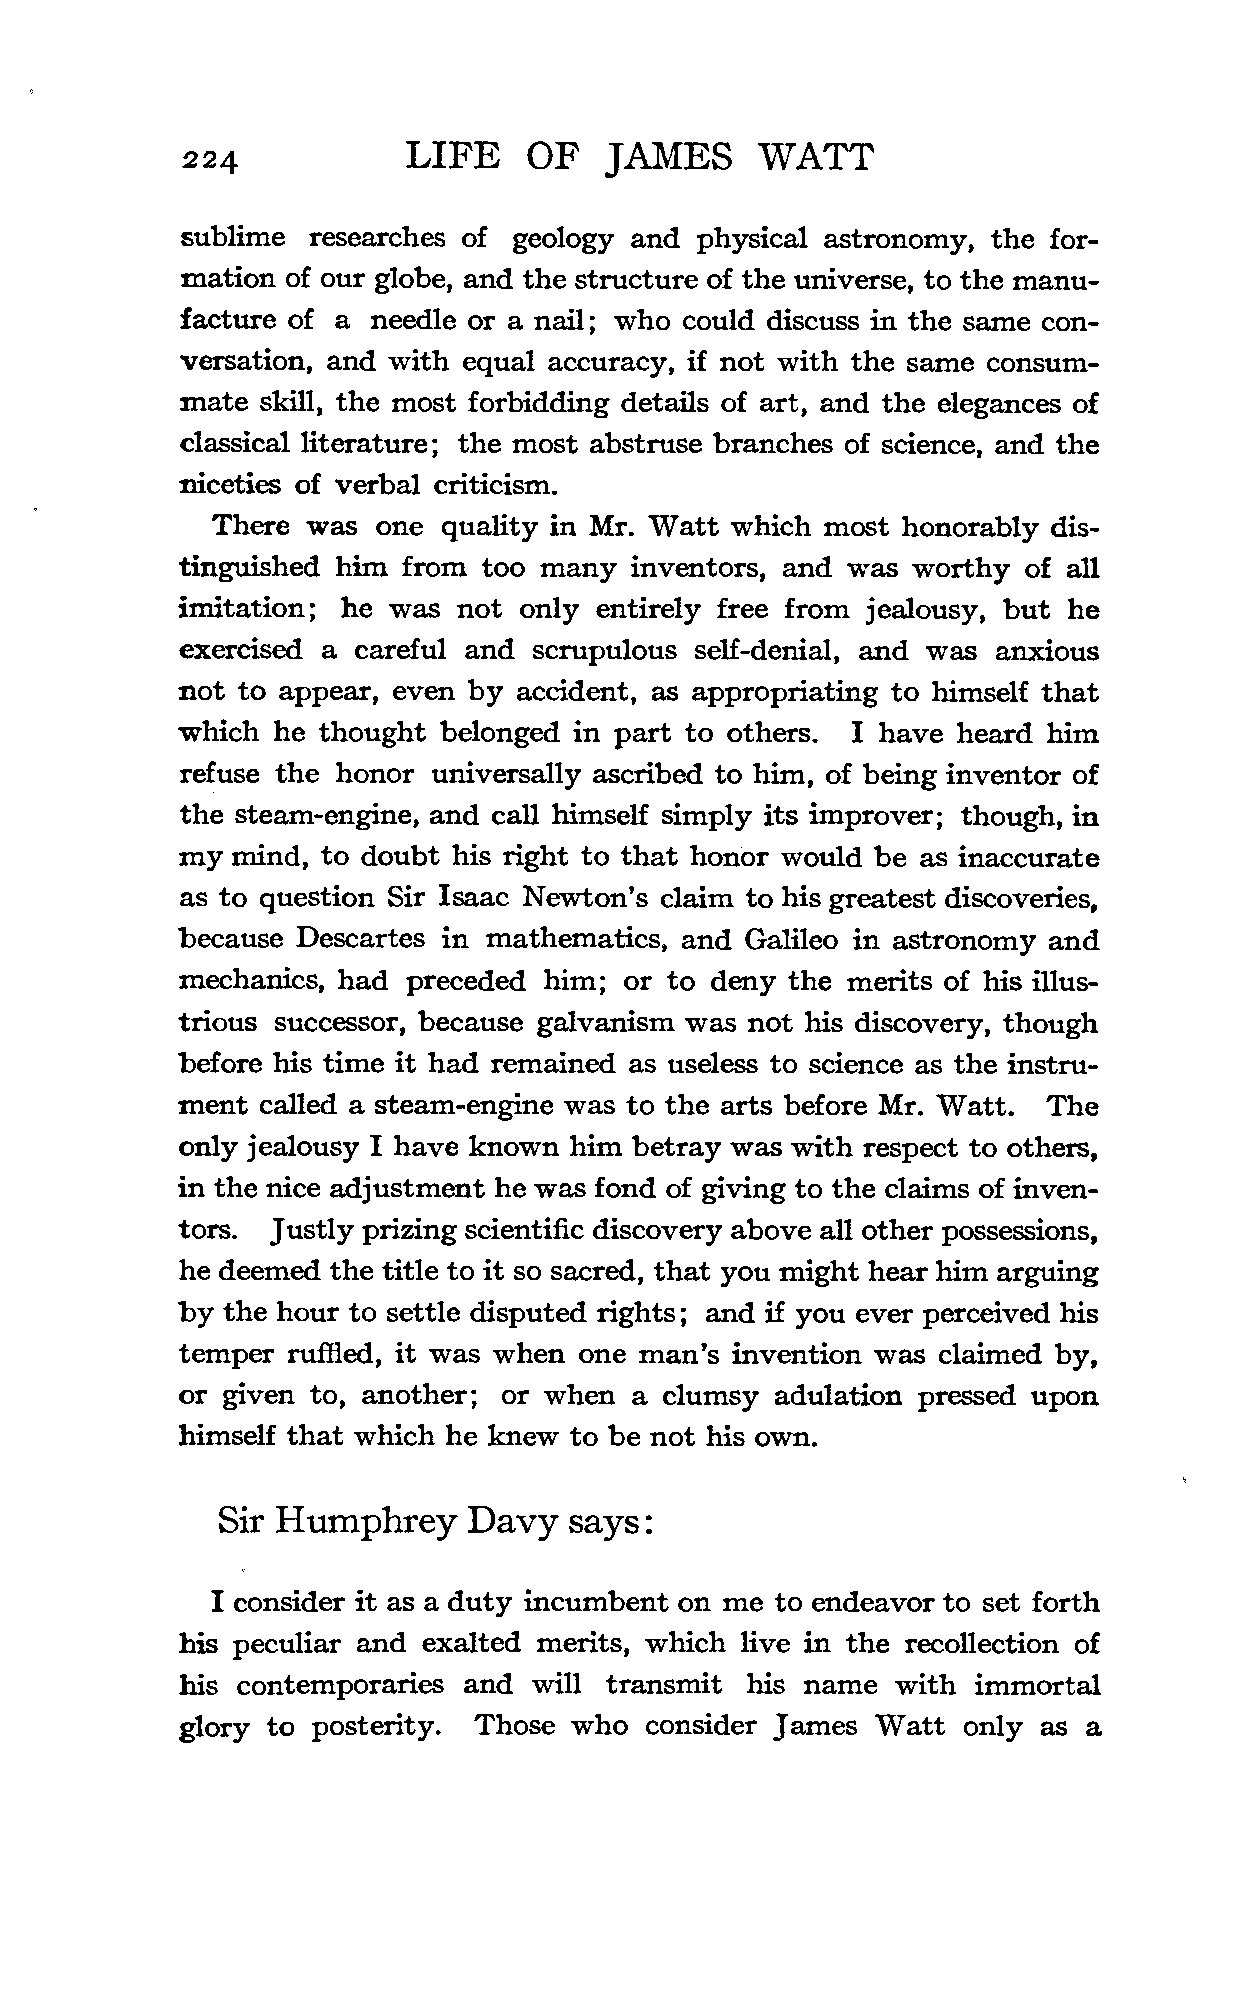 224 LIFE OF JAMES WATT
sublime researches of geology and physical astronomy, the for-
mation of our globe, and the structure of the universe, to the manu-
facture of a needle or a nail; who could discuss in the same con-
versation, and with equal accuracy, if not with the same consum-
mate skill, the most forbidding details of art, and the elegances of
classical literature; the most abstruse branches of science, and the
niceties of verbal criticism.
There was one quality in Mr. Watt which most honorably dis-
tinguished him from too many inventors, and was worthy of all
imitation; he was not only entirely free from jealousy, but he
exercised a careful and scrupulous self-denial, and was anxious
not to appear, even by accident, as appropriating to himself that
which he thought belonged in part to others. I have heard him
refuse the honor universally ascribed to him, of being inventor of
the steam-engine, and call himself simply its improver; though, in
my mind, to doubt his right to that honor would be as inaccurate
as to question Sir Isaac Newton's claim to his greatest discoveries,
because Descartes in mathematics, and Galileo in astronomy and
mechanics, had preceded him; or to deny the merits of his illus-
trious successor, because galvanism was not his discovery, though
before his time it had remained as useless to science as the instru-
ment called a steam-engine was to the arts before Mr. Watt. The
only jealousy I have known him betray was with respect to others,
in the nice adjustment he was fond of giving to the claims of inven-
tors. Justly prizing scientific discovery above all other possessions,
he deemed the title to it so sacred, that you might hear him arguing
by the hour to settle disputed rights; and if you ever perceived his
temper ruffled, it was when one man's invention was claimed by,
or given to, another; or when a clumsy adulation pressed upon
himself that which he knew to be not his own.
Sir Humphrey Davy says:
I consider it as a duty incumbent on me to endeavor to set forth
his peculiar and exalted merits, which live in the recollection of
his contemporaries and will transmit his name with immortal
glory to posterity. Those who consider James Watt only as a